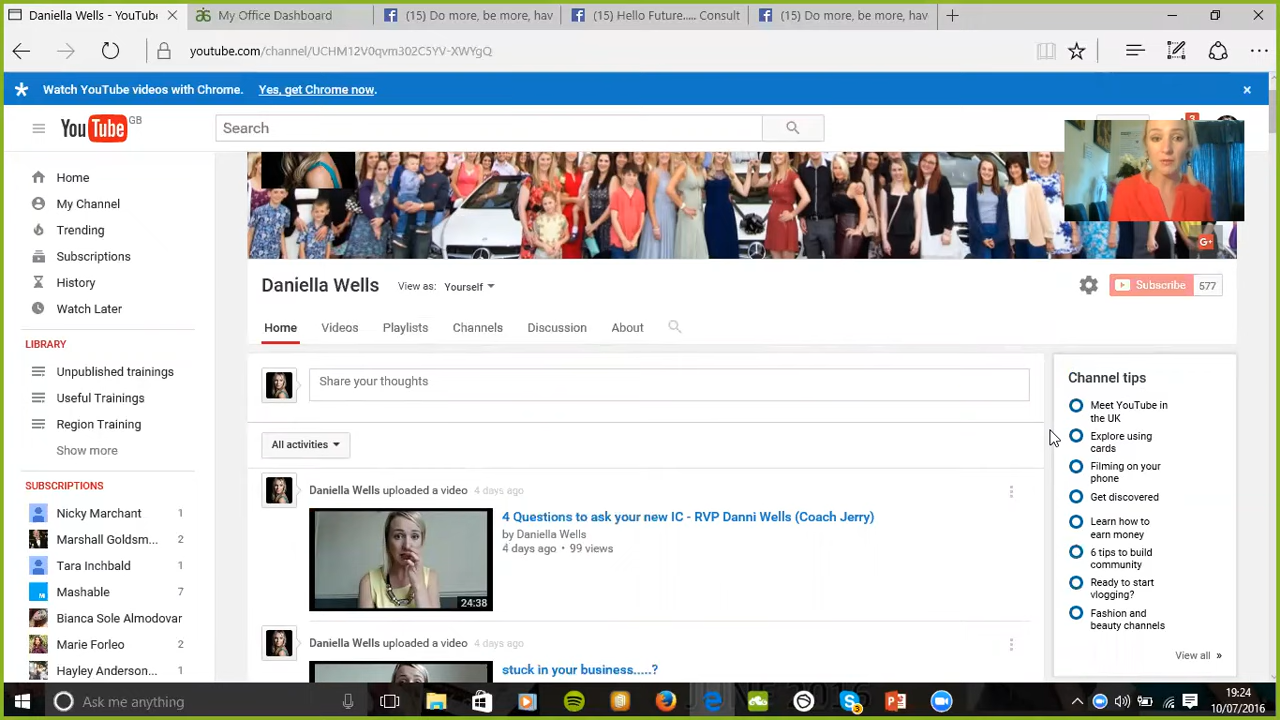 Daniella Wells - YouTube
My Office Dashboard
(15) Do more, be more, hav
(15) Hello Future..... Consult
(15) Do more, be more, hav
youtube.com/channel/UCHM12V0qvm302C5YV-XWYgQ
Watch YouTube videos with Chrome. Yes, get Chrome now.
YouTube GB
Search
3
Home
My Channel
Trending
Subscriptions
History
Watch Later
LIBRARY
Unpublished trainings
Useful Trainings
Region Training
Show more
SUBSCRIPTIONS
Nicky Marchant 1
Marshall Goldsm... 2
Tara Inchbald 1
Mashable 7
Bianca Sole Almodovar
Marie Forleo 2
Hayley Anderson... 1
G+
Daniella Wells View as: Yourself
Subscribe 577
Home Videos Playlists Channels Discussion About
Share your thoughts
All activities
Daniella Wells uploaded a video 4 days ago
4 Questions to ask your new IC - RVP Danni Wells (Coach Jerry)
by Daniella Wells
4 days ago • 99 views
24:38
Daniella Wells uploaded a video 4 days ago
stuck in your business.....?
Channel tips
Meet YouTube in
the UK
Explore using
cards
Filming on your
phone
Get discovered
Learn how to
earn money
6 tips to build
community
Ready to start
vlogging?
Fashion and
beauty channels
View all »
Ask me anything
3
19:24
10/07/2016